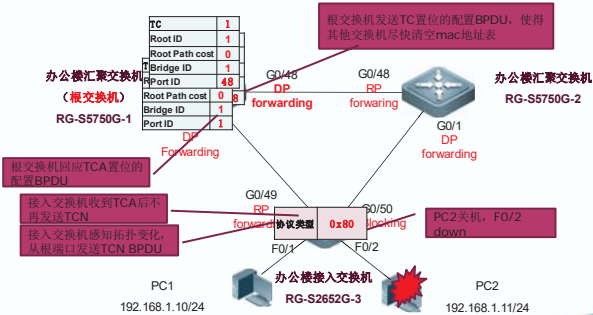 TC 1
Root ID 1
Root Path cost 0
Bridge ID 1
Port ID 48
Root Path cost 0
Bridge ID 1
Port ID 1
根交换机发送TC置位的配置BPDU，使得
其他交换机尽快清空mac地址表
办公楼汇聚交换机
（根交换机）
RG-S5750G-1
G0/48
DP
forwarding
G0/48
RP
forwaring
办公楼汇聚交换机
RG-S5750G-2
DP
Forwarding
G0/1
DP
forwarding
根交换机回应TCA置位的
配置BPDU
接入交换机收到TCA后不
再发送TCN
接入交换机感知拓扑变化，
从根端口发送TCN BPDU
G0/49
RP
forwardi
协议类型 0x80
G0/50
locking
PC2关机，F0/2
down
F0/1
F0/2
办公楼接入交换机
RG-S2652G-3
PC1
192.168.1.10/24
PC2
192.168.1.11/24